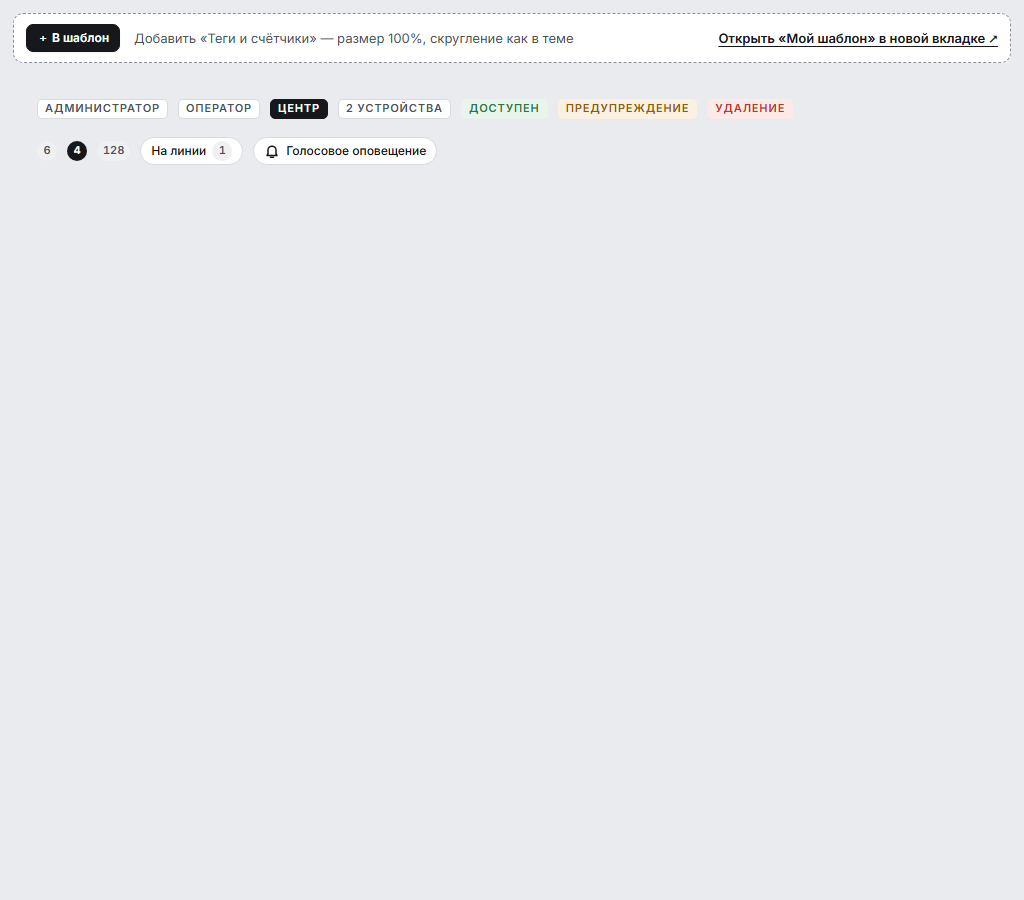 + В шаблон Добавить «Теги и счётчики» — размер 100%, скругление как в теме Открыть «Мой шаблон» в новой вкладке ↗
АДМИНИСТРАТОР ОПЕРАТОР ЦЕНТР 2 УСТРОЙСТВА ДОСТУПЕН ПРЕДУПРЕЖДЕНИЕ УДАЛЕНИЕ
6 4 128 На линии 1 Голосовое оповещение